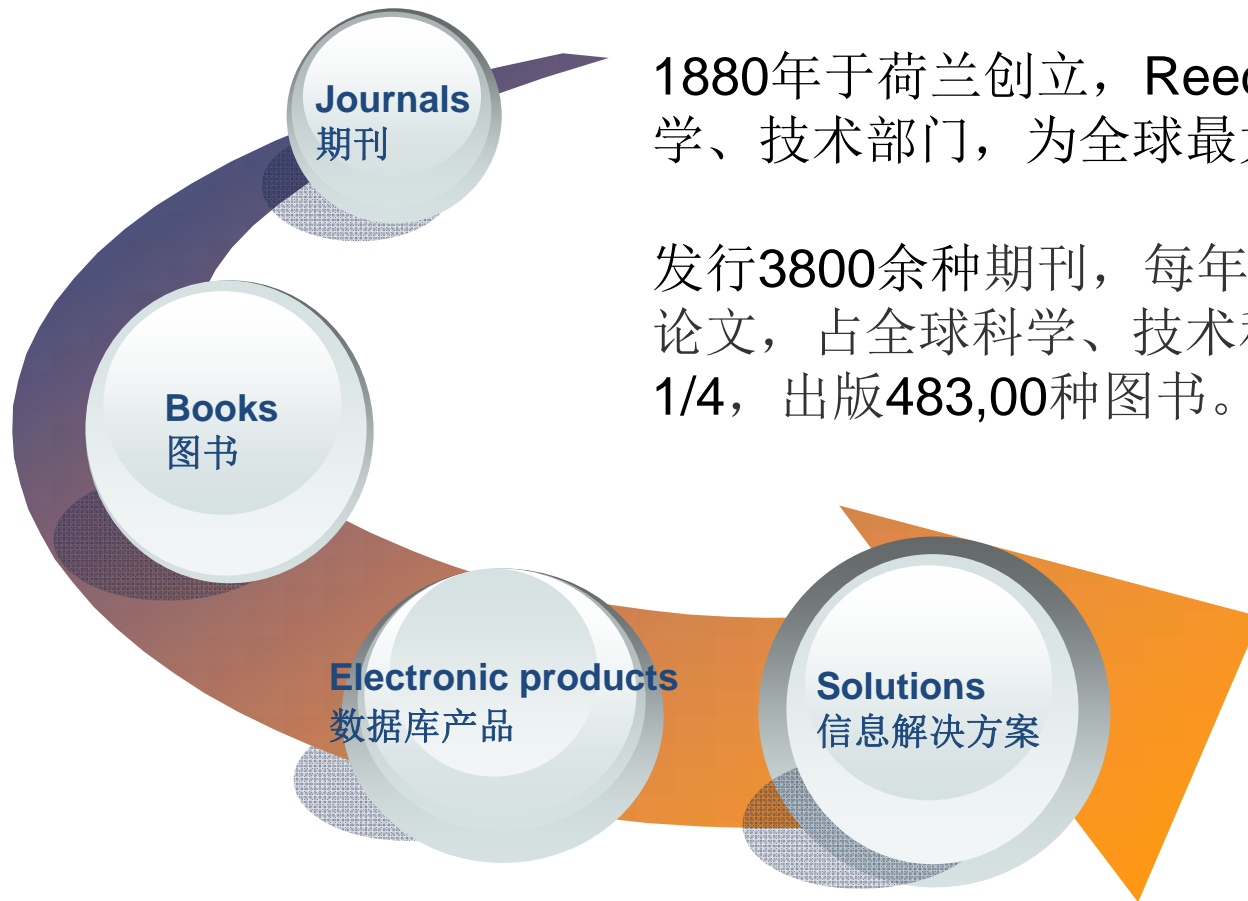 Journals
期刊
1880年于荷兰创立，Reed
学、技术部门，为全球最
发行3800余种期刊，每年
论文，占全球科学、技术
1/4，出版483,00种图书。
Books
图书
Electronic products
数据库产品
Solutions
信息解决方案